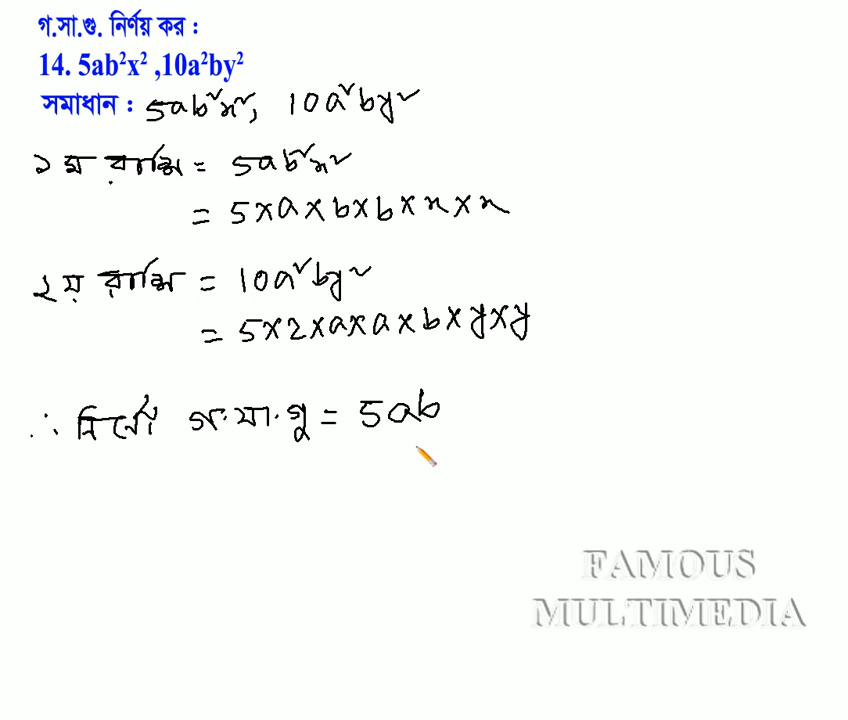 গ.সা.গু. নির্ণয় কর :
14. 5ab²x² ,10a²by²
সমাধান : 5ab²x², 10a²by²
১ম রাশি = 5ab²x²
= 5×a×b×b×x×x
২য় রাশি = 10a²by²
= 5×2×a×a×b×y×y
∴ নির্ণেয় গ.সা.গু = 5ab
FAMOUS
MULTIMEDIA